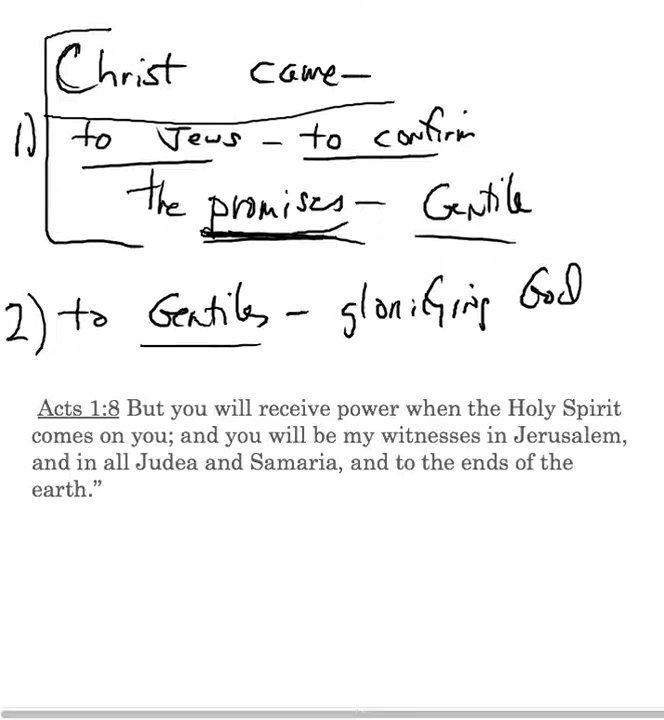 Christ came—
1) to Jews - to confirm
the promises - Gentile
2) to Gentiles - glorifying God
Acts 1:8 But you will receive power when the Holy Spirit
comes on you; and you will be my witnesses in Jerusalem,
and in all Judea and Samaria, and to the ends of the
earth.”